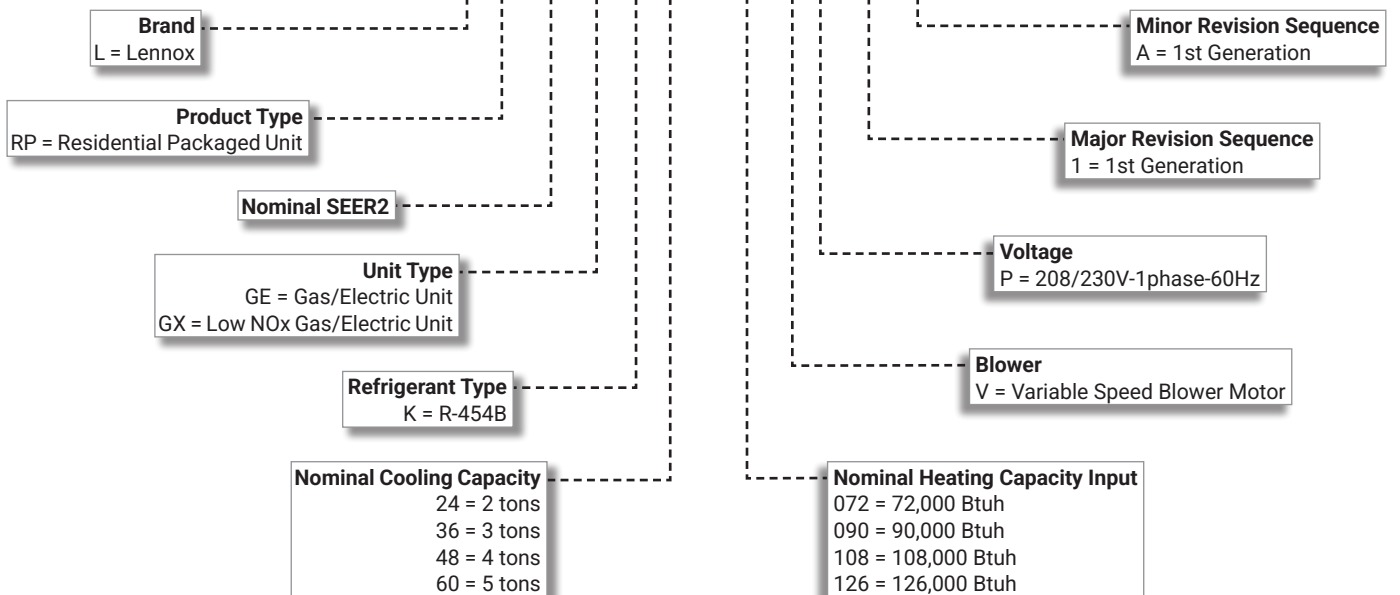 Brand
L = Lennox
Product Type
RP = Residential Packaged Unit
Nominal SEER2
Unit Type
GE = Gas/Electric Unit
GX = Low NOx Gas/Electric Unit
Refrigerant Type
K = R-454B
Nominal Cooling Capacity
24 = 2 tons
36 = 3 tons
48 = 4 tons
60 = 5 tons
Minor Revision Sequence
A = 1st Generation
Major Revision Sequence
1 = 1st Generation
Voltage
P = 208/230V-1phase-60Hz
Blower
V = Variable Speed Blower Motor
Nominal Heating Capacity Input
072 = 72,000 Btuh
090 = 90,000 Btuh
108 = 108,000 Btuh
126 = 126,000 Btuh